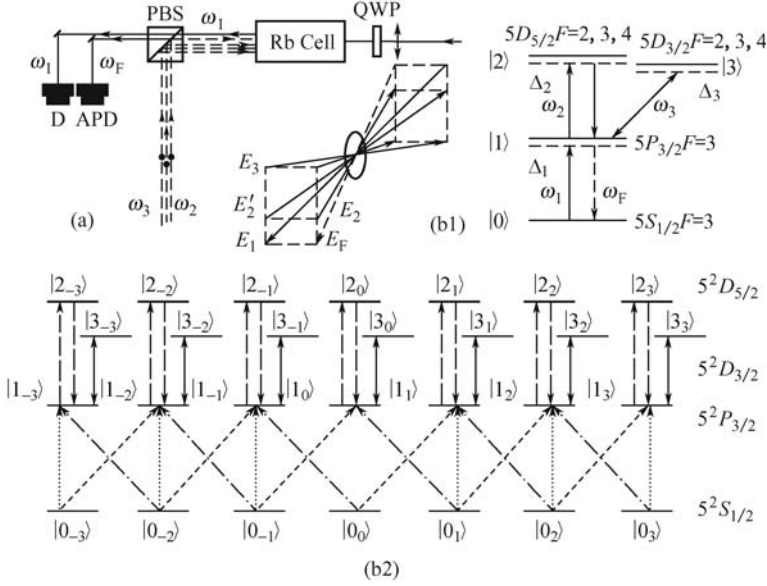 PBS
ω₁
Rb Cell
QWP
ω₁
ω_F
D
APD
(a)
ω₃
ω₂
E₃
E₂′
E₂
E₁
E_F
5D₅/₂F=2, 3, 4
5D₃/₂F=2, 3, 4
|2⟩
|3⟩
Δ₂
Δ₃
ω₂
ω₃
|1⟩
5P₃/₂F=3
Δ₁
ω₁
ω_F
(b1)
|0⟩
5S₁/₂F=3
|2₋₃⟩ |2₋₂⟩ |2₋₁⟩ |2₀⟩ |2₁⟩ |2₂⟩ |2₃⟩ 5²D₅/₂
|3₋₃⟩ |3₋₂⟩ |3₋₁⟩ |3₀⟩ |3₁⟩ |3₂⟩ |3₃⟩
5²D₃/₂
|1₋₃⟩ |1₋₂⟩ |1₋₁⟩ |1₀⟩ |1₁⟩ |1₂⟩ |1₃⟩
5²P₃/₂
5²S₁/₂
|0₋₃⟩ |0₋₂⟩ |0₋₁⟩ |0₀⟩ |0₁⟩ |0₂⟩ |0₃⟩
(b2)